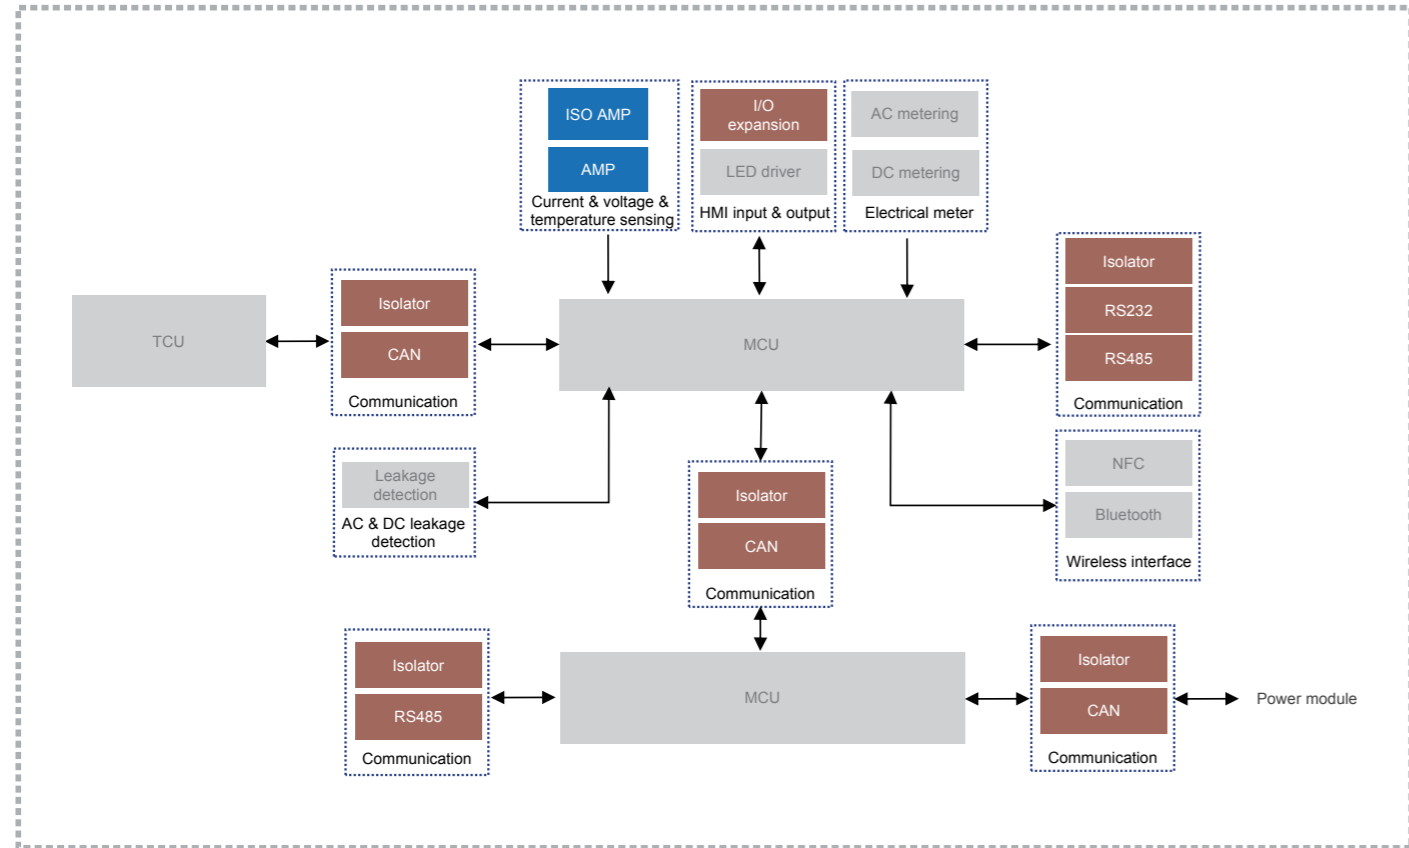 ISO AMP
AMP
Current & voltage &
temperature sensing
I/O
expansion
LED driver
HMI input & output
AC metering
DC metering
Electrical meter
TCU
Isolator
CAN
Communication
MCU
Isolator
RS232
RS485
Communication
Leakage
detection
AC & DC leakage
detection
Isolator
CAN
Communication
NFC
Bluetooth
Wireless interface
Isolator
RS485
Communication
MCU
Isolator
CAN
Communication
Power module